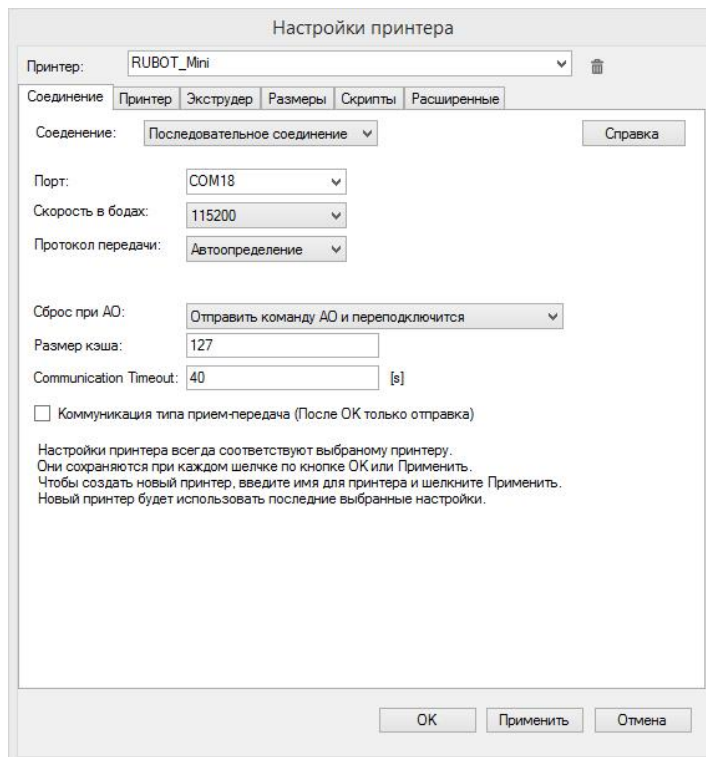 Настройки принтера
Принтер: RUBOT_Mini
Соединение Принтер Экструдер Размеры Скрипты Расширенные
Соеденение: Последовательное соединение Справка
Порт: COM18
Скорость в бодах: 115200
Протокол передачи: Автоопределение
Сброс при АО: Отправить команду АО и переподключится
Размер кэша: 127
Communication Timeout: 40 [s]
Коммуникация типа прием-передача (После ОК только отправка)
Настройки принтера всегда соответствуют выбраному принтеру.
Они сохраняются при каждом шелчке по кнопке ОК или Применить.
Чтобы создать новый принтер, введите имя для принтера и шелкните Применить.
Новый принтер будет использовать последние выбранные настройки.
OK Применить Отмена